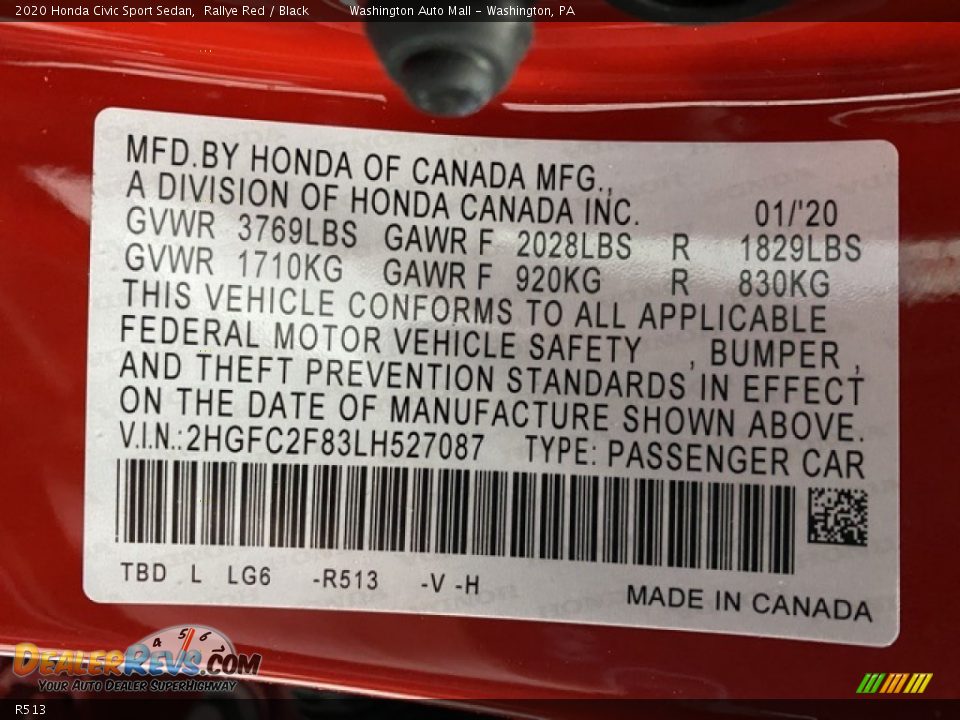 2020 Honda Civic Sport Sedan, Rallye Red / Black Washington Auto Mall - Washington, PA
MFD.BY HONDA OF CANADA MFG.,
A DIVISION OF HONDA CANADA INC. 01/'20
GVWR 3769LBS GAWR F 2028LBS R 1829LBS
GVWR 1710KG GAWR F 920KG R 830KG
THIS VEHICLE CONFORMS TO ALL APPLICABLE
FEDERAL MOTOR VEHICLE SAFETY , BUMPER ,
AND THEFT PREVENTION STANDARDS IN EFFECT
ON THE DATE OF MANUFACTURE SHOWN ABOVE.
V.I.N.:2HGFC2F83LH527087 TYPE: PASSENGER CAR
TBD L LG6 -R513 -V -H
MADE IN CANADA
4 5 6
DEALERREVS.COM
YOUR AUTO DEALER SUPERHIGHWAY
R513